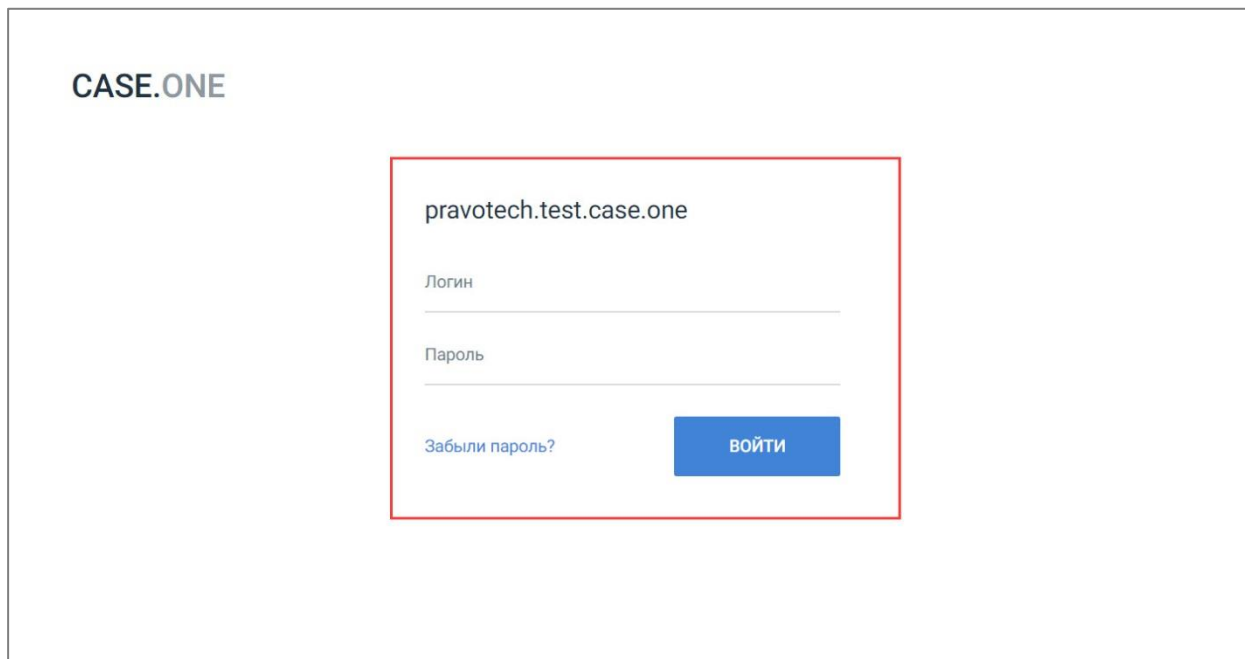 CASE.ONE
pravotech.test.case.one
Логин
Пароль
Забыли пароль?
ВОЙТИ